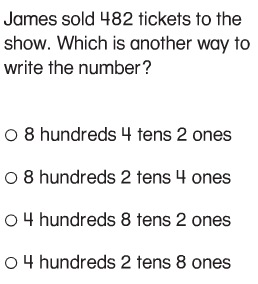 James sold 482 tickets to the
show. Which is another way to
write the number?
8 hundreds 4 tens 2 ones
8 hundreds 2 tens 4 ones
4 hundreds 8 tens 2 ones
4 hundreds 2 tens 8 ones